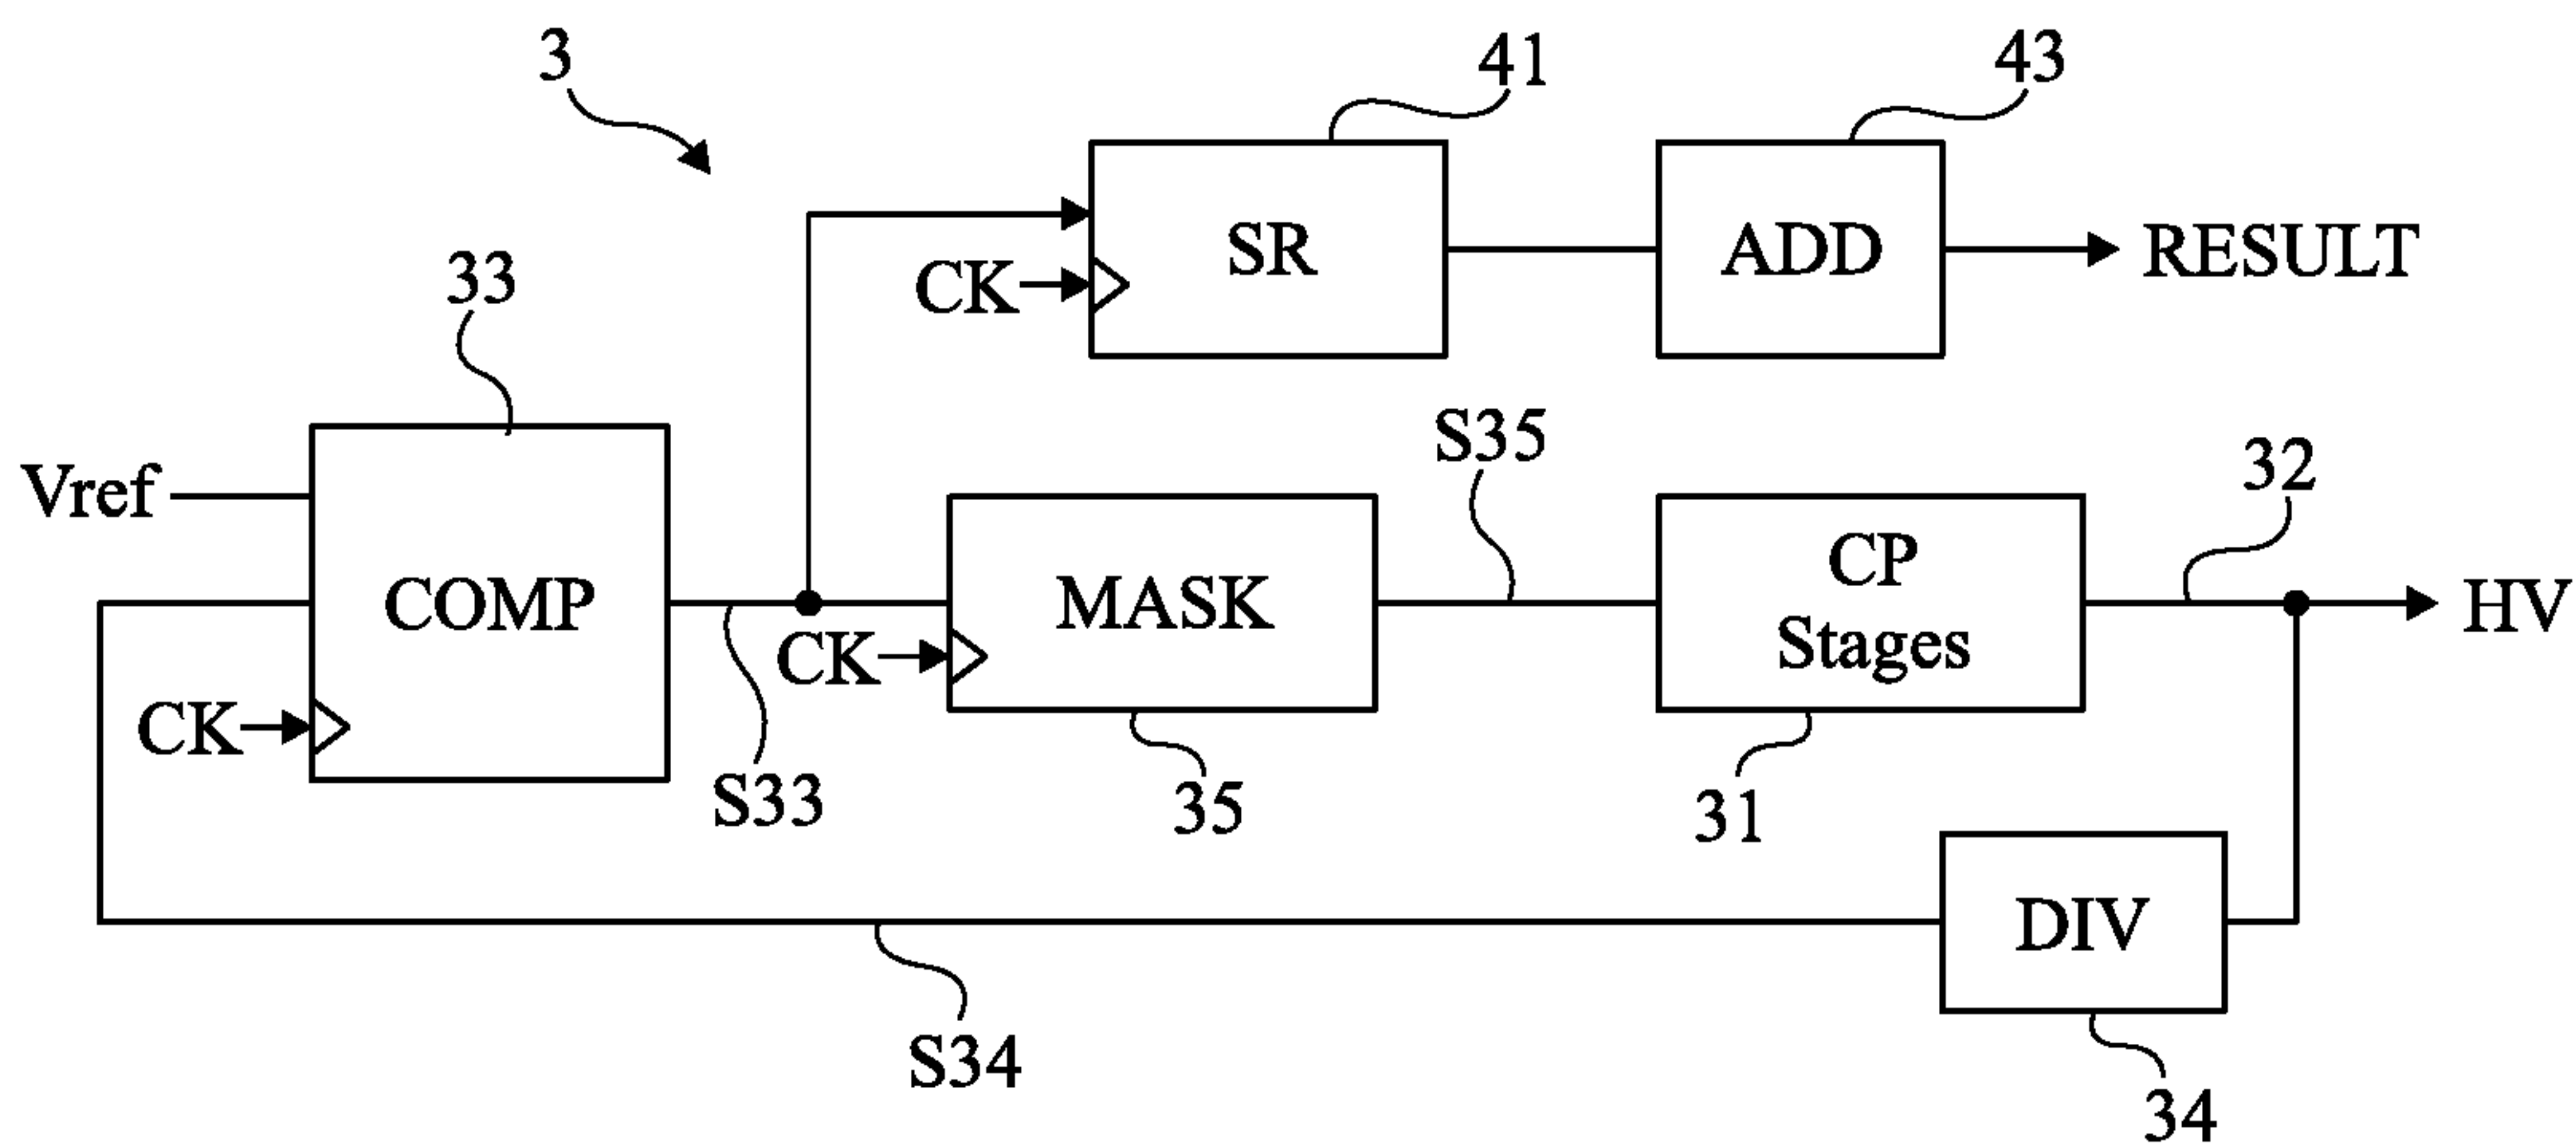 3
41
43
SR
ADD
RESULT
CK
33
Vref
COMP
CK
S33
CK
MASK
35
S35
CP
Stages
31
32
HV
DIV
34
S34